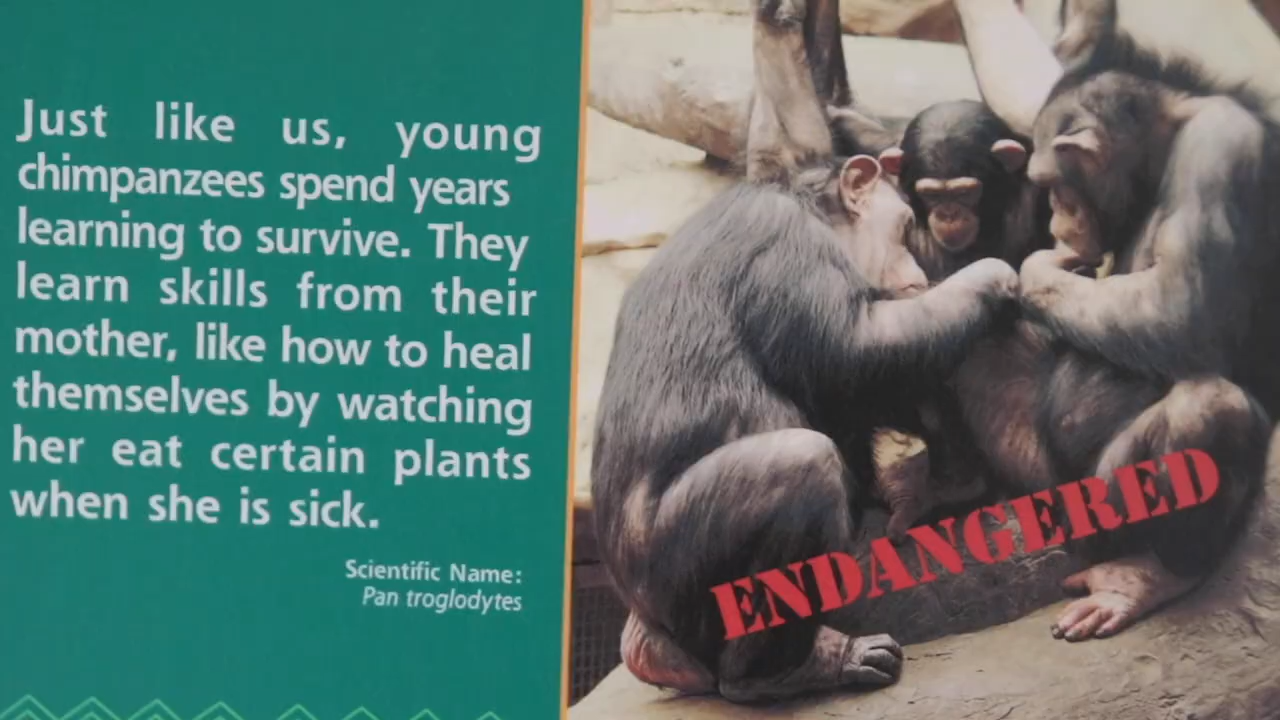 Just like us, young
chimpanzees spend years
learning to survive. They
learn skills from their
mother, like how to heal
themselves by watching
her eat certain plants
when she is sick.
Scientific Name:
Pan troglodytes
ENDANGERED